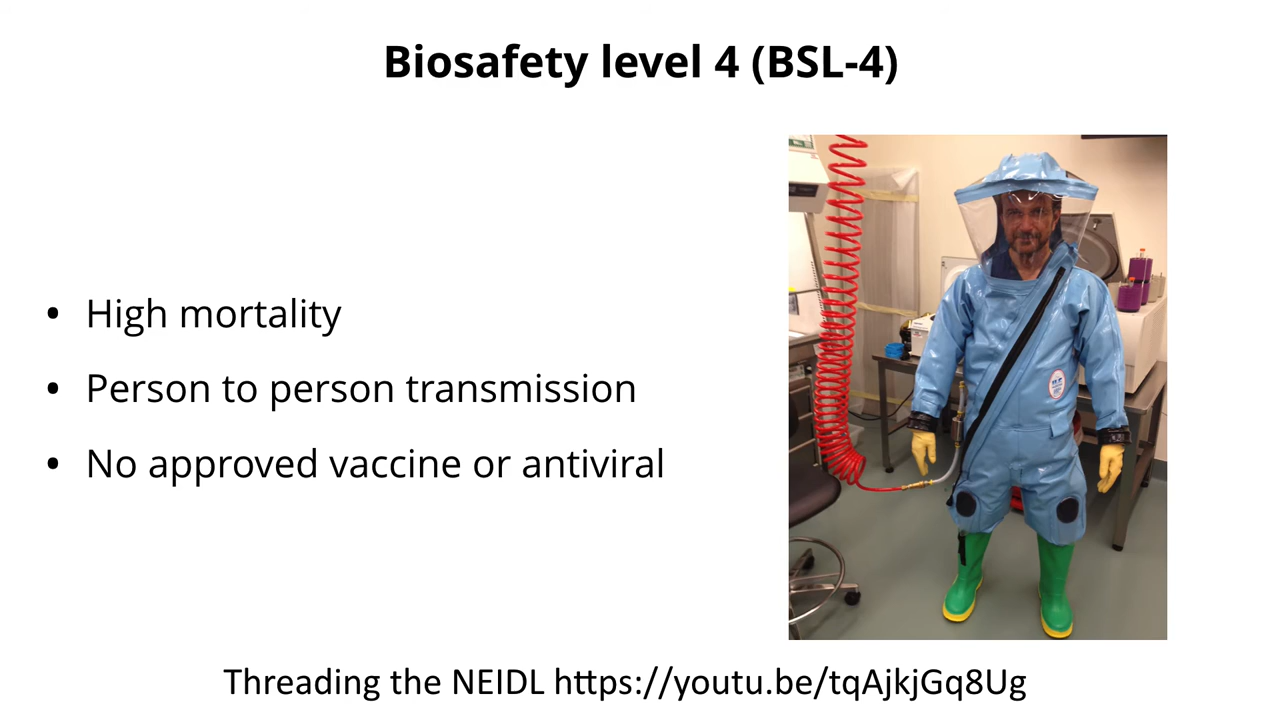 Biosafety level 4 (BSL-4)
• High mortality
• Person to person transmission
• No approved vaccine or antiviral
Threading the NEIDL https://youtu.be/tqAjkjGq8Ug